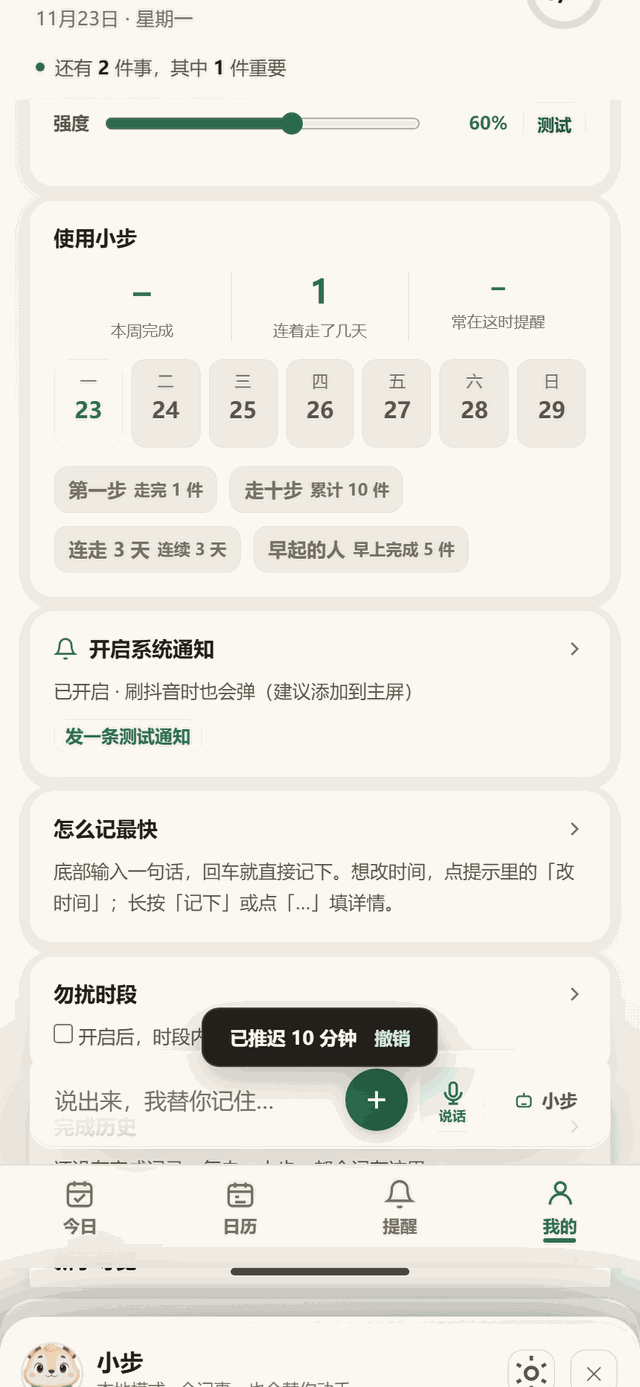 11月23日 · 星期一
还有 2 件事，其中 1 件重要
强度 60% 测试
使用小步
– 1 –
本周完成 连着走了几天 常在这时提醒
一 二 三 四 五 六 日
23 24 25 26 27 28 29
第一步 走完 1 件 走十步 累计 10 件
连走 3 天 连续 3 天 早起的人 早上完成 5 件
开启系统通知
已开启 · 刷抖音时也会弹（建议添加到主屏）
发一条测试通知
怎么记最快
底部输入一句话，回车就直接记下。想改时间，点提示里的「改
时间」；长按「记下」或点「…」填详情。
勿扰时段
开启后，时段内
已推迟 10 分钟 撤销
说出来，我替你记住...
说话
小步
完成历史
今日 日历 提醒 我的
小步